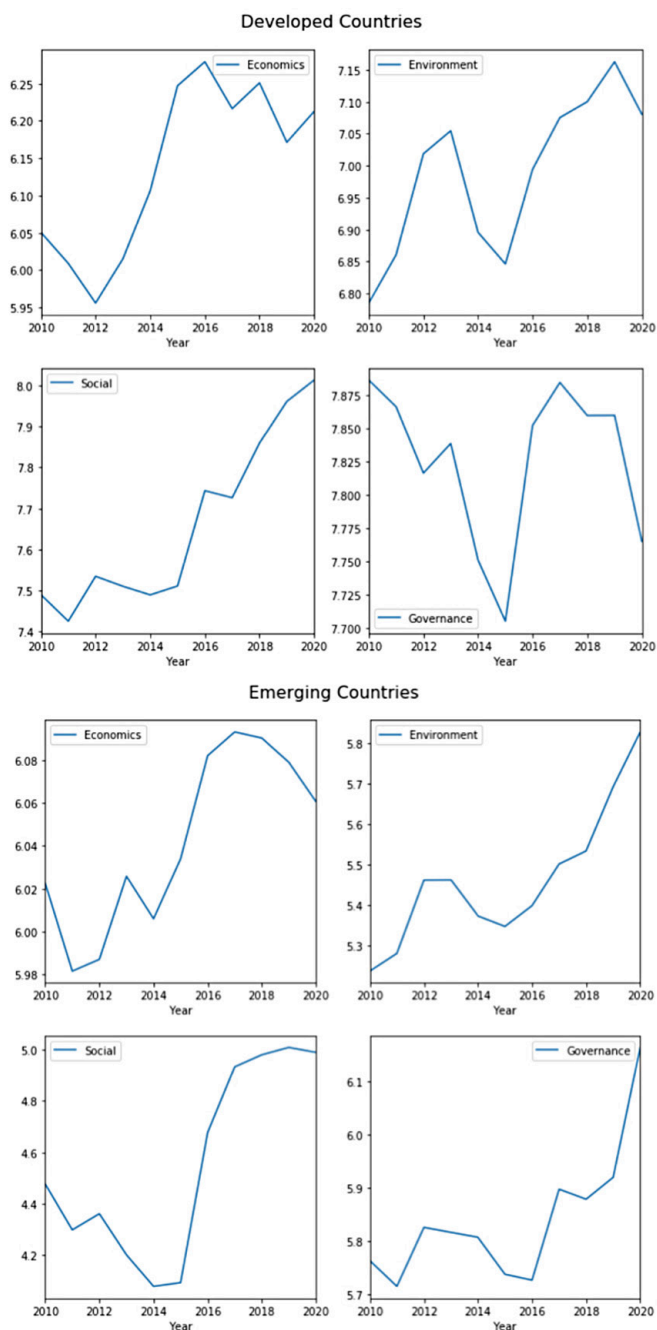 Developed Countries
Economics
6.25
6.20
6.15
6.10
6.05
6.00
5.95
2010 2012 2014 2016 2018 2020
Year
Environment
7.15
7.10
7.05
7.00
6.95
6.90
6.85
6.80
2010 2012 2014 2016 2018 2020
Year
Social
8.0
7.9
7.8
7.7
7.6
7.5
7.4
2010 2012 2014 2016 2018 2020
Year
7.875
7.850
7.825
7.800
7.775
7.750
7.725
7.700
Governance
2010 2012 2014 2016 2018 2020
Year
Emerging Countries
Economics
6.08
6.06
6.04
6.02
6.00
5.98
2010 2012 2014 2016 2018 2020
Year
Environment
5.8
5.7
5.6
5.5
5.4
5.3
2010 2012 2014 2016 2018 2020
Year
Social
5.0
4.8
4.6
4.4
4.2
2010 2012 2014 2016 2018 2020
Year
Governance
6.1
6.0
5.9
5.8
5.7
2010 2012 2014 2016 2018 2020
Year